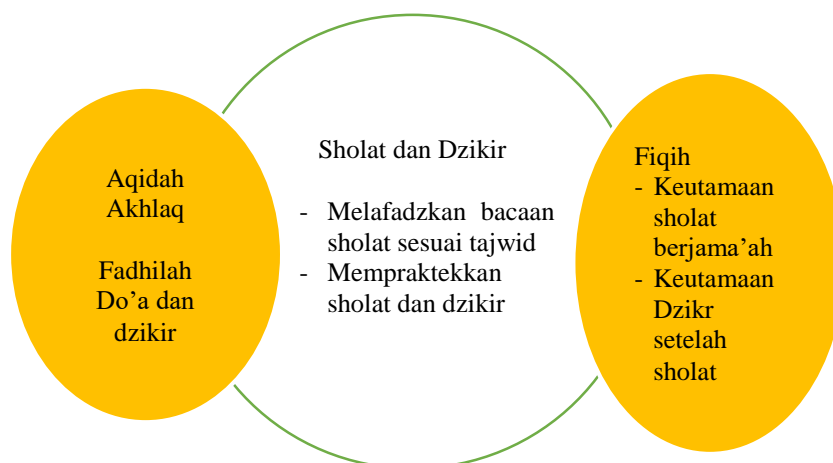 Aqidah
Akhlaq
Fadhilah
Do’a dan
dzikir
Sholat dan Dzikir
- Melafadzkan bacaan
sholat sesuai tajwid
- Mempraktekkan
sholat dan dzikir
Fiqih
- Keutamaan
sholat
berjama’ah
- Keutamaan
Dzikr
setelah
sholat